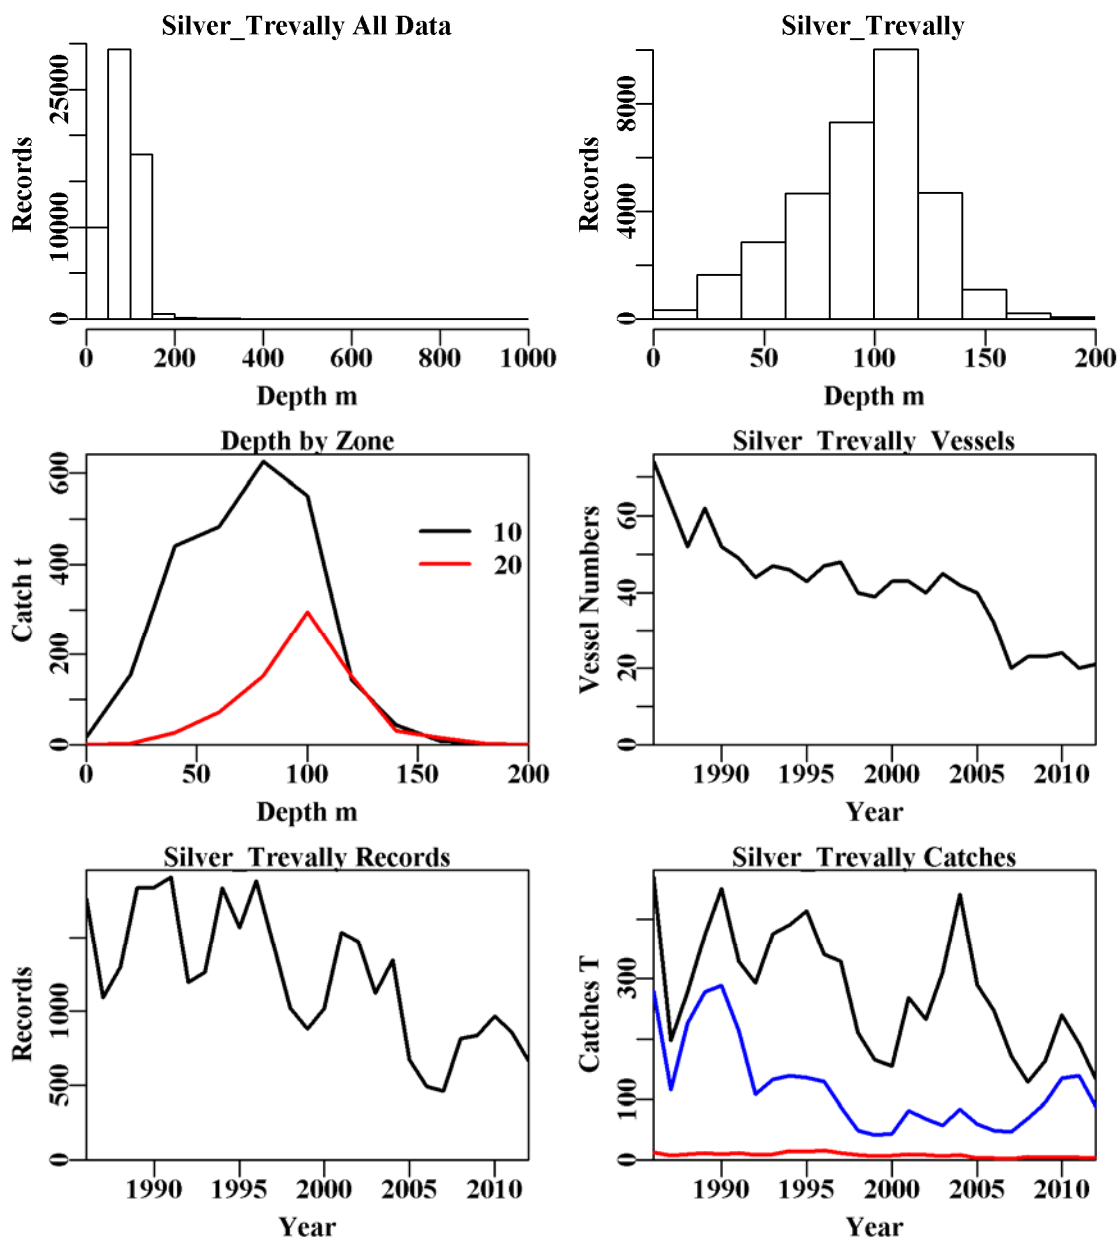 Silver_Trevally All Data
Records
0
10000
25000
0
200
400
600
800
1000
Depth m
Silver_Trevally
Records
0
4000
8000
0
50
100
150
200
Depth m
Depth by Zone
Catch t
0
200
400
600
10
20
0
50
100
150
200
Depth m
Silver_Trevally_Vessels
Vessel Numbers
0
20
40
60
1990
1995
2000
2005
2010
Year
Silver_Trevally Records
Records
0
500
1000
1990
1995
2000
2005
2010
Year
Silver_Trevally Catches
Catches T
0
100
300
1990
1995
2000
2005
2010
Year